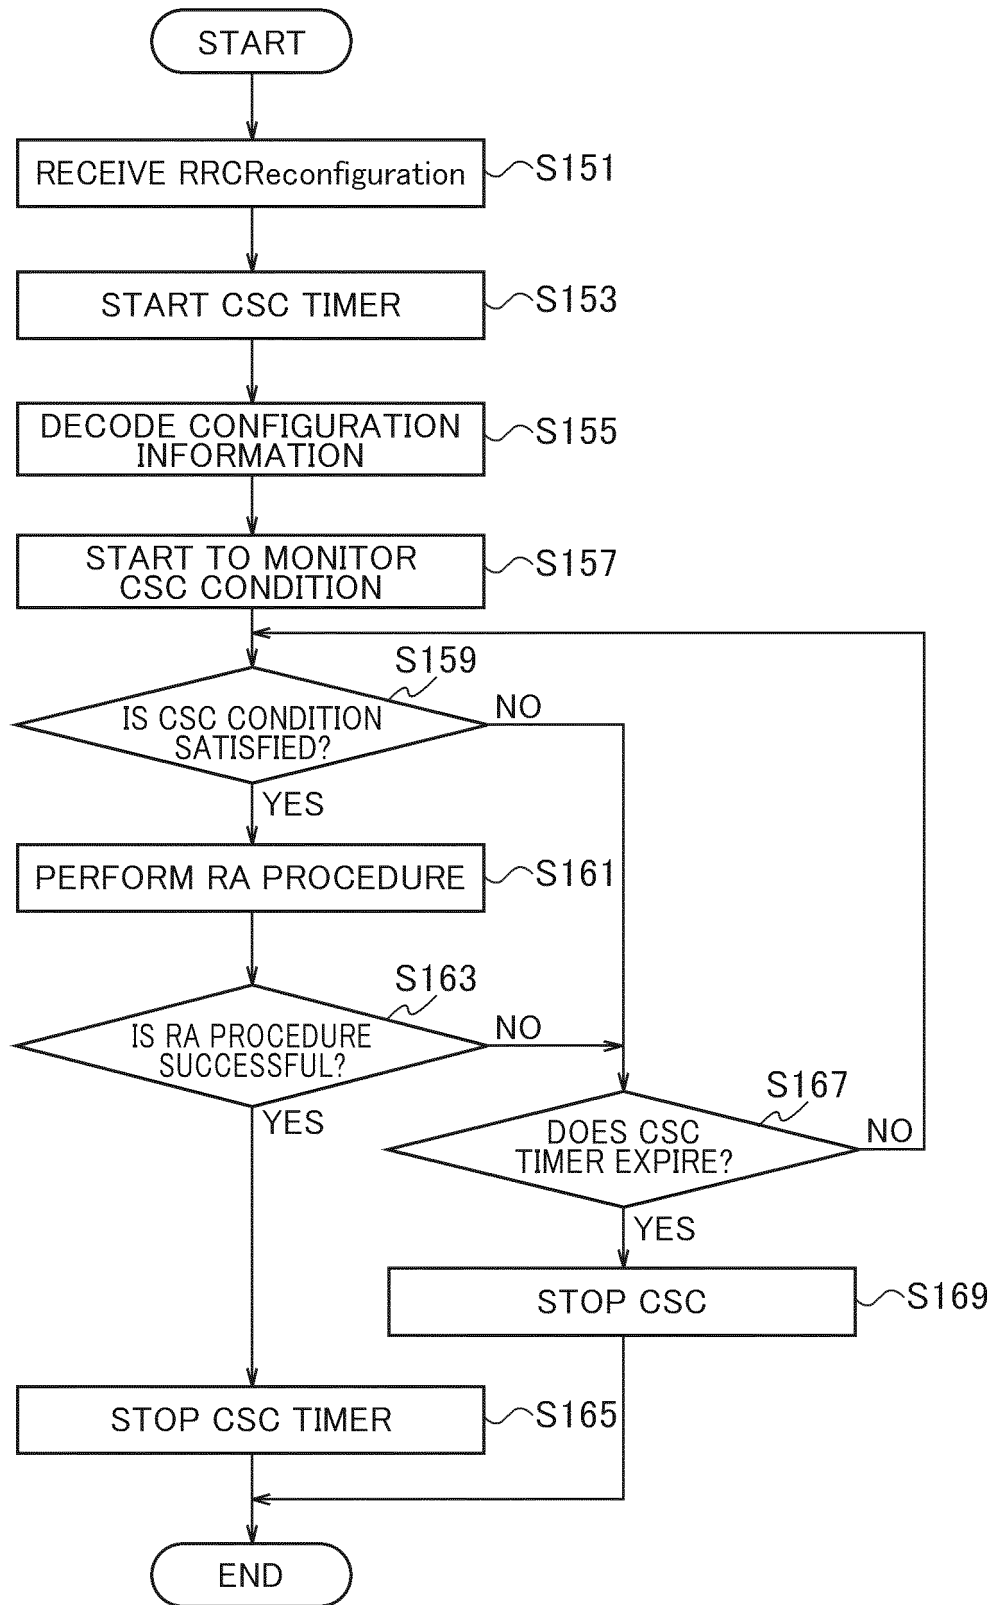 START
RECEIVE RRCReconfiguration
S151
START CSC TIMER
S153
DECODE CONFIGURATION
INFORMATION
S155
START TO MONITOR
CSC CONDITION
S157
S159
IS CSC CONDITION
SATISFIED?
NO
YES
PERFORM RA PROCEDURE
S161
S163
IS RA PROCEDURE
SUCCESSFUL?
NO
YES
S167
DOES CSC
TIMER EXPIRE?
NO
YES
STOP CSC
S169
STOP CSC TIMER
S165
END